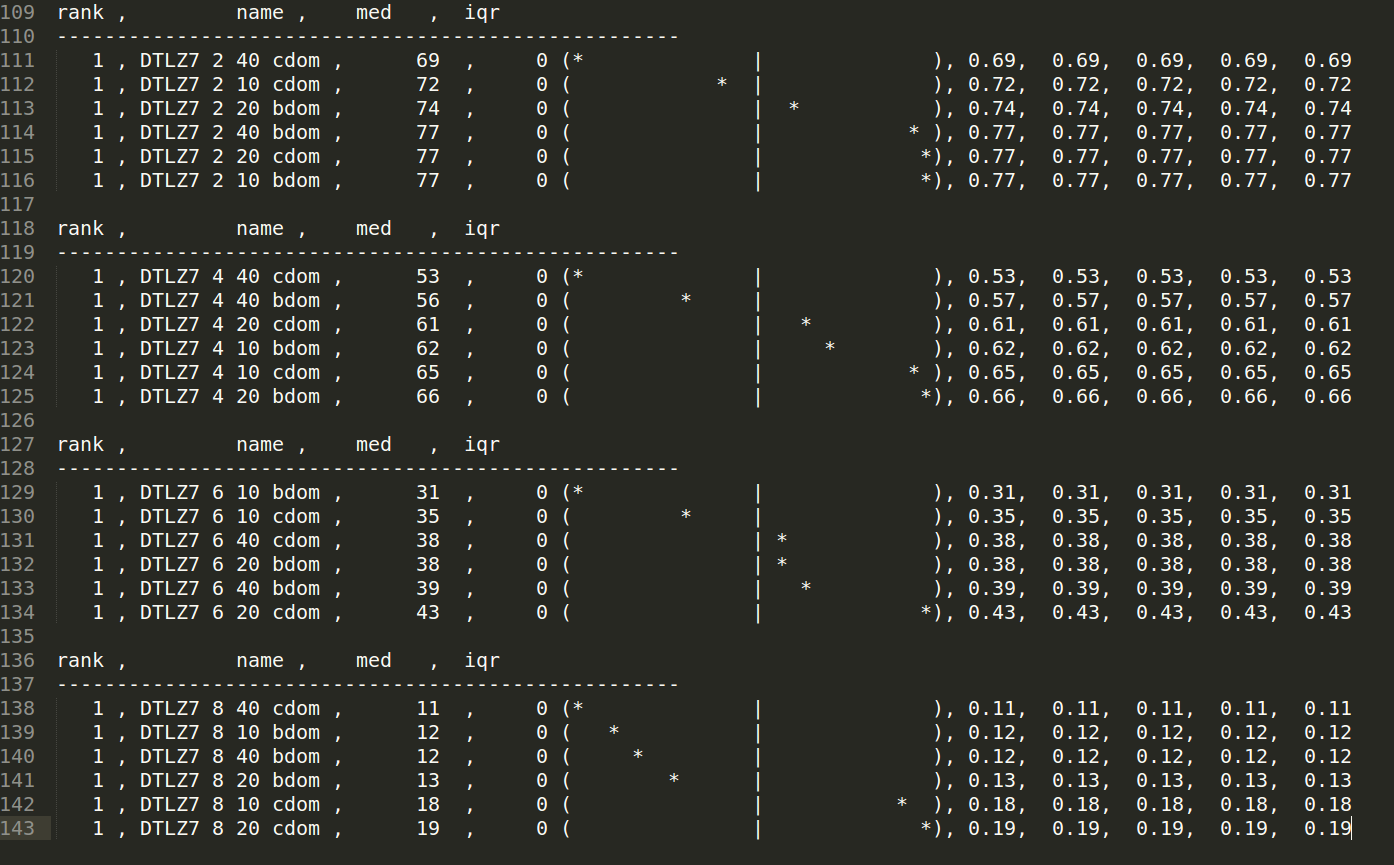 109 rank ,         name ,    med   ,  iqr
110 ----------------------------------------------------
111    1 , DTLZ7 2 40 cdom ,      69  ,     0 (*              |              ), 0.69,  0.69,  0.69,  0.69,  0.69
112    1 , DTLZ7 2 10 cdom ,      72  ,     0 (            *  |              ), 0.72,  0.72,  0.72,  0.72,  0.72
113    1 , DTLZ7 2 20 bdom ,      74  ,     0 (               |  *           ), 0.74,  0.74,  0.74,  0.74,  0.74
114    1 , DTLZ7 2 40 bdom ,      77  ,     0 (               |            * ), 0.77,  0.77,  0.77,  0.77,  0.77
115    1 , DTLZ7 2 20 cdom ,      77  ,     0 (               |             *), 0.77,  0.77,  0.77,  0.77,  0.77
116    1 , DTLZ7 2 10 bdom ,      77  ,     0 (               |             *), 0.77,  0.77,  0.77,  0.77,  0.77
117
118 rank ,         name ,    med   ,  iqr
119 ----------------------------------------------------
120    1 , DTLZ7 4 40 cdom ,      53  ,     0 (*              |              ), 0.53,  0.53,  0.53,  0.53,  0.53
121    1 , DTLZ7 4 40 bdom ,      56  ,     0 (         *     |              ), 0.57,  0.57,  0.57,  0.57,  0.57
122    1 , DTLZ7 4 20 cdom ,      61  ,     0 (               |   *          ), 0.61,  0.61,  0.61,  0.61,  0.61
123    1 , DTLZ7 4 10 bdom ,      62  ,     0 (               |     *        ), 0.62,  0.62,  0.62,  0.62,  0.62
124    1 , DTLZ7 4 10 cdom ,      65  ,     0 (               |            * ), 0.65,  0.65,  0.65,  0.65,  0.65
125    1 , DTLZ7 4 20 bdom ,      66  ,     0 (               |             *), 0.66,  0.66,  0.66,  0.66,  0.66
126
127 rank ,         name ,    med   ,  iqr
128 ----------------------------------------------------
129    1 , DTLZ7 6 10 bdom ,      31  ,     0 (*              |              ), 0.31,  0.31,  0.31,  0.31,  0.31
130    1 , DTLZ7 6 10 cdom ,      35  ,     0 (         *     |              ), 0.35,  0.35,  0.35,  0.35,  0.35
131    1 , DTLZ7 6 40 cdom ,      38  ,     0 (               | *            ), 0.38,  0.38,  0.38,  0.38,  0.38
132    1 , DTLZ7 6 20 bdom ,      38  ,     0 (               | *            ), 0.38,  0.38,  0.38,  0.38,  0.38
133    1 , DTLZ7 6 40 bdom ,      39  ,     0 (               |   *          ), 0.39,  0.39,  0.39,  0.39,  0.39
134    1 , DTLZ7 6 20 cdom ,      43  ,     0 (               |             *), 0.43,  0.43,  0.43,  0.43,  0.43
135
136 rank ,         name ,    med   ,  iqr
137 ----------------------------------------------------
138    1 , DTLZ7 8 40 cdom ,      11  ,     0 (*              |              ), 0.11,  0.11,  0.11,  0.11,  0.11
139    1 , DTLZ7 8 10 bdom ,      12  ,     0 (   *           |              ), 0.12,  0.12,  0.12,  0.12,  0.12
140    1 , DTLZ7 8 40 bdom ,      12  ,     0 (     *         |              ), 0.12,  0.12,  0.12,  0.12,  0.12
141    1 , DTLZ7 8 20 bdom ,      13  ,     0 (        *      |              ), 0.13,  0.13,  0.13,  0.13,  0.13
142    1 , DTLZ7 8 10 cdom ,      18  ,     0 (               |           *  ), 0.18,  0.18,  0.18,  0.18,  0.18
143    1 , DTLZ7 8 20 cdom ,      19  ,     0 (               |             *), 0.19,  0.19,  0.19,  0.19,  0.19